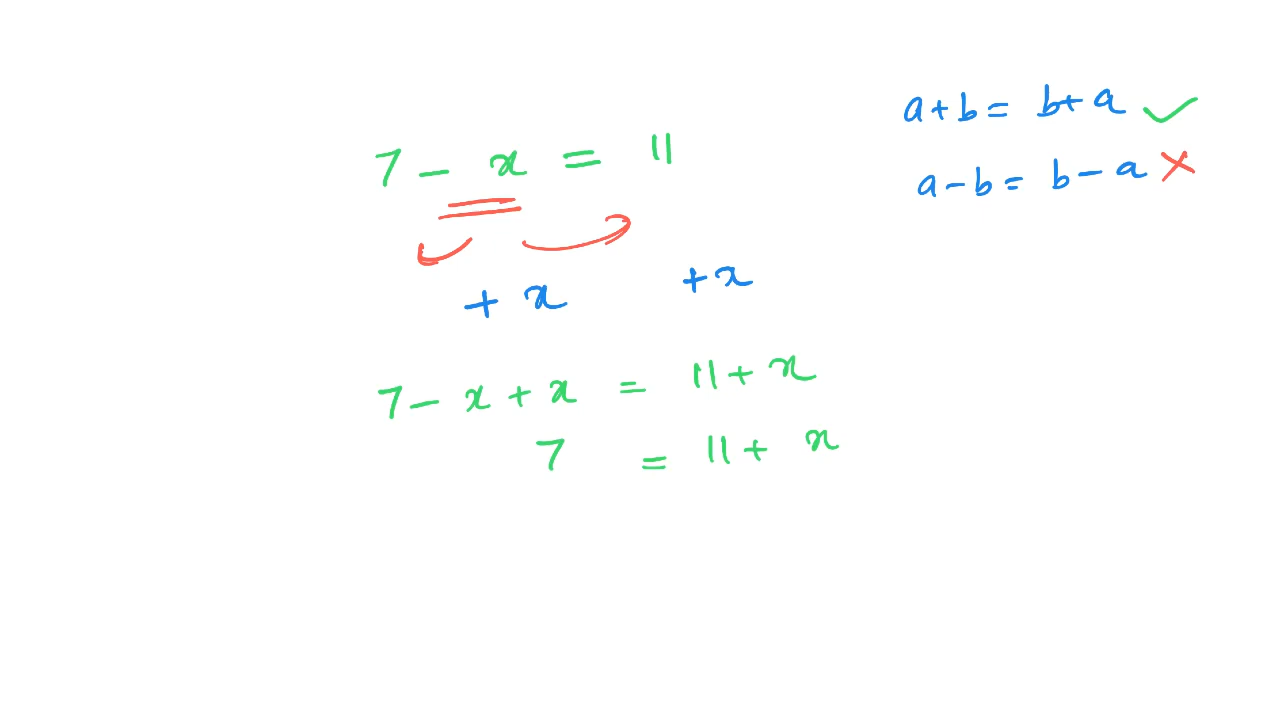 7 - x = 11
a + b = b + a ✓
a - b = b - a ✗
+ x +x
7 - x + x = 11 + x
7 = 11 + x